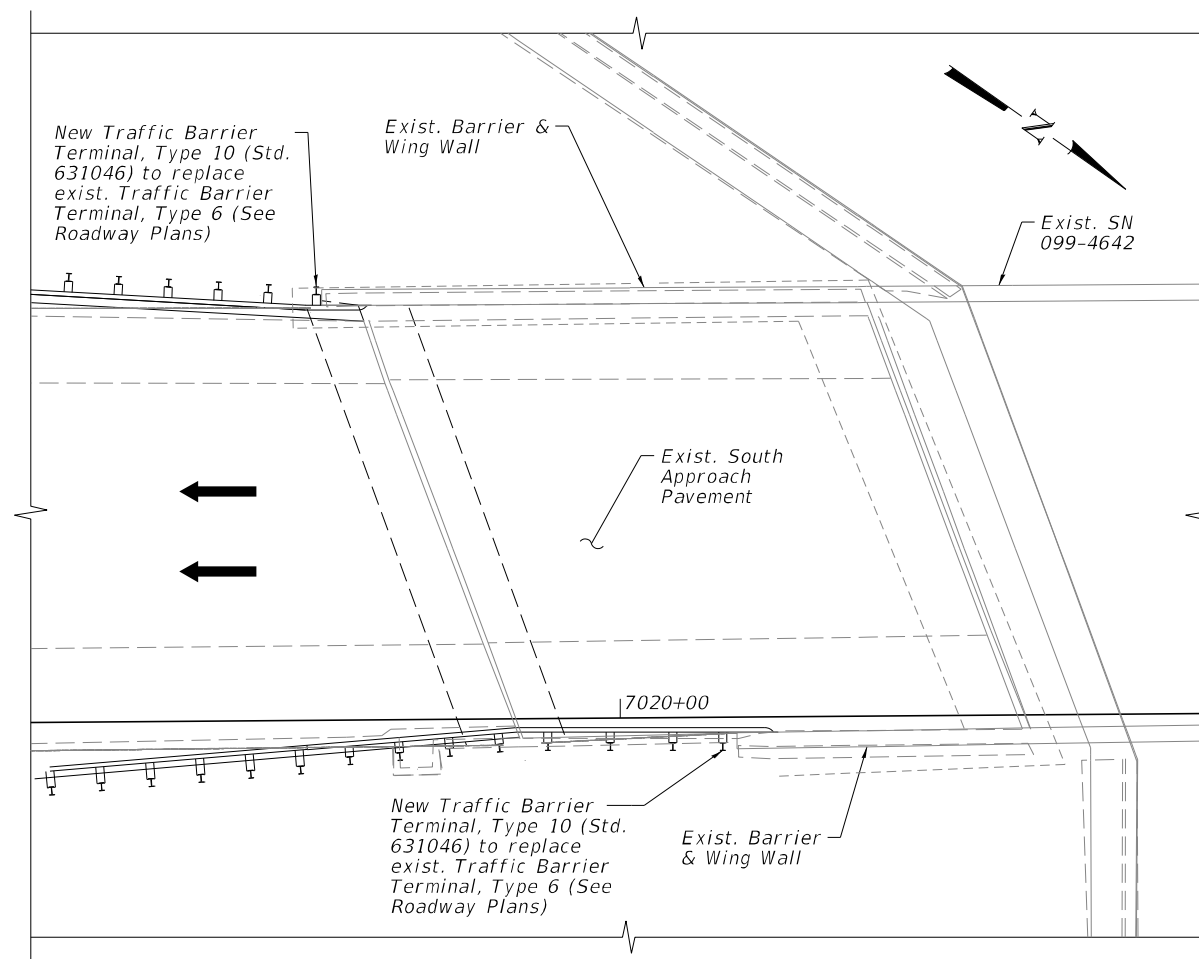 New Traffic Barrier
Terminal, Type 10 (Std.
631046) to replace
exist. Traffic Barrier
Terminal, Type 6 (See
Roadway Plans)
Exist. Barrier &
Wing Wall
N
Exist. SN
099-4642
Exist. South
Approach
Pavement
7020+00
New Traffic Barrier
Terminal, Type 10 (Std.
631046) to replace
exist. Traffic Barrier
Terminal, Type 6 (See
Roadway Plans)
Exist. Barrier
& Wing Wall